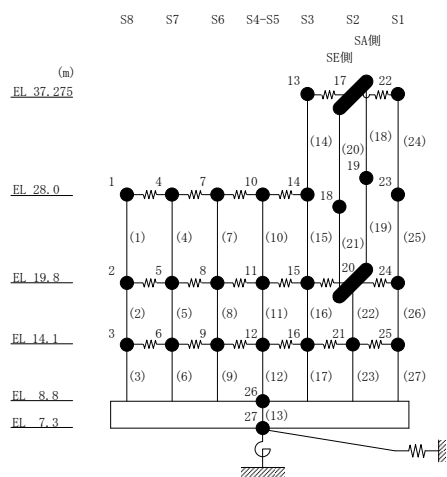 S8 S7 S6 S4-S5 S3 S2 S1
SA側
SE側
(m)
13 17 22
EL 37.275
(14) (20) (18) (24)
19
1 4 7 10 14 18 23
EL 28.0
(1) (4) (7) (10) (15) (21) (19) (25)
2 5 8 11 15 20 24
EL 19.8
(2) (5) (8) (11) (16) (22) (26)
3 6 9 12 16 21 25
EL 14.1
(3) (6) (9) (12) (17) (23) (27)
26
EL 8.8
27 (13)
EL 7.3